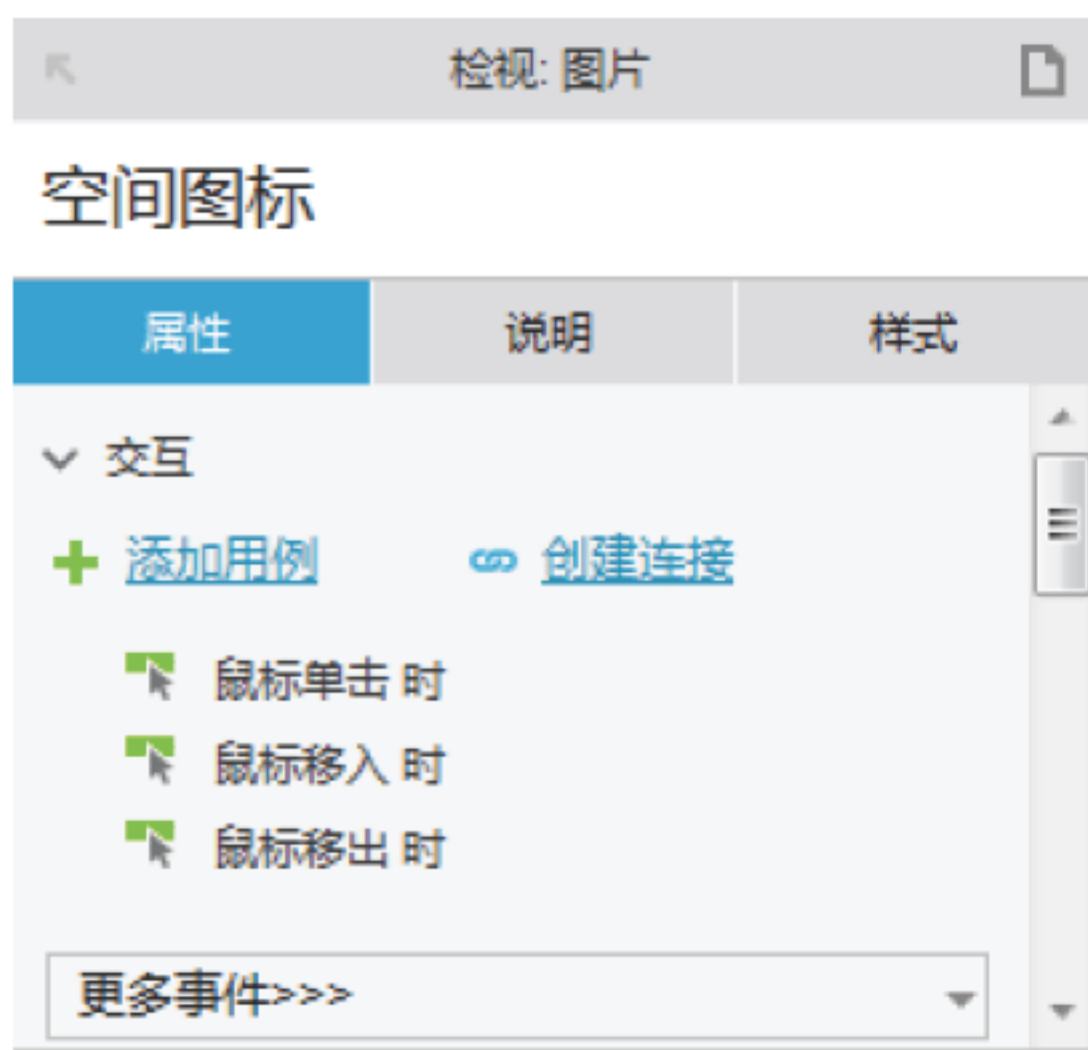 检视: 图片
空间图标
属性 说明 样式
交互
添加用例 创建连接
鼠标单击 时
鼠标移入 时
鼠标移出 时
更多事件>>>